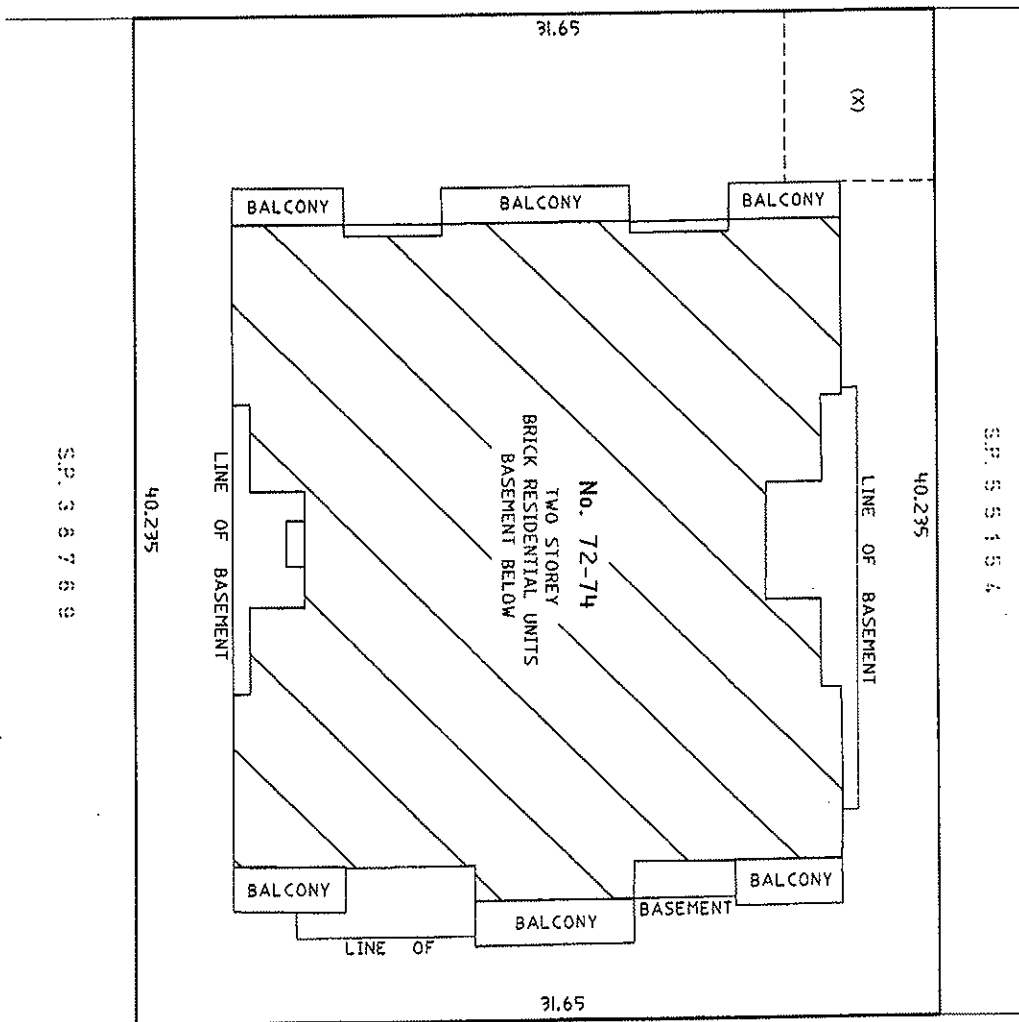 31.65
(X)
BALCONY
BALCONY
BALCONY
S.P. 55154
40.235
LINE OF BASEMENT
No. 72-74
TWO STOREY
BRICK RESIDENTIAL UNITS
BASEMENT BELOW
LINE OF BASEMENT
40.235
S.P. 38769
BALCONY
BALCONY
BALCONY
BASEMENT
LINE OF
31.65